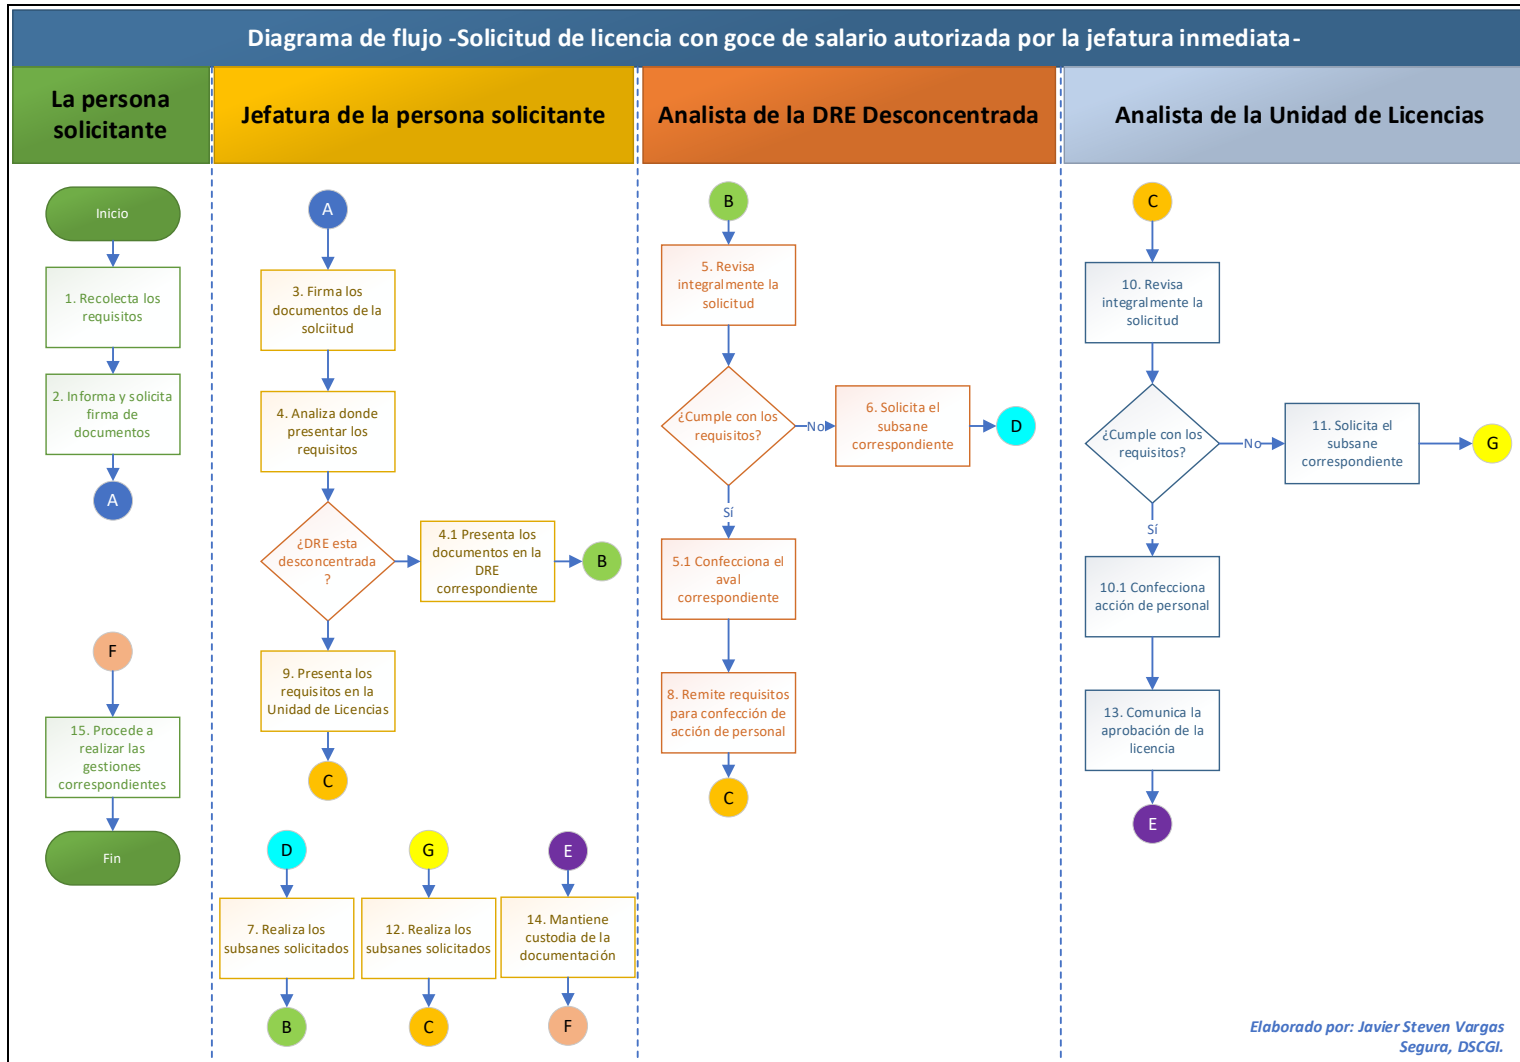 Diagrama de flujo -Solicitud de licencia con goce de salario autorizada por la jefatura inmediata-
La persona
solicitante
Jefatura de la persona solicitante
Analista de la DRE Desconcentrada
Analista de la Unidad de Licencias
Inicio
1. Recolecta los
requisitos
2. Informa y solicita
firma de
documentos
A
F
15. Procede a
realizar las
gestiones
correspondientes
Fin
A
3. Firma los
documentos de la
solciitud
4. Analiza donde
presentar los
requisitos
¿DRE esta
desconcentrada
?
4.1 Presenta los
documentos en la
DRE
correspondiente
B
9. Presenta los
requisitos en la
Unidad de Licencias
C
D
7. Realiza los
subsanes solicitados
B
G
12. Realiza los
subsanes solicitados
C
E
14. Mantiene
custodia de la
documentación
F
B
5. Revisa
integralmente la
solicitud
¿Cumple con los
requisitos?
No
6. Solicita el
subsane
correspondiente
D
Sí
5.1 Confecciona el
aval
correspondiente
8. Remite requisitos
para confección de
acción de personal
C
C
10. Revisa
integralmente la
solicitud
¿Cumple con los
requisitos?
No
11. Solicita el
subsane
correspondiente
G
Sí
10.1 Confecciona
acción de personal
13. Comunica la
aprobación de la
licencia
E
Elaborado por: Javier Steven Vargas
Segura, DSCGI.